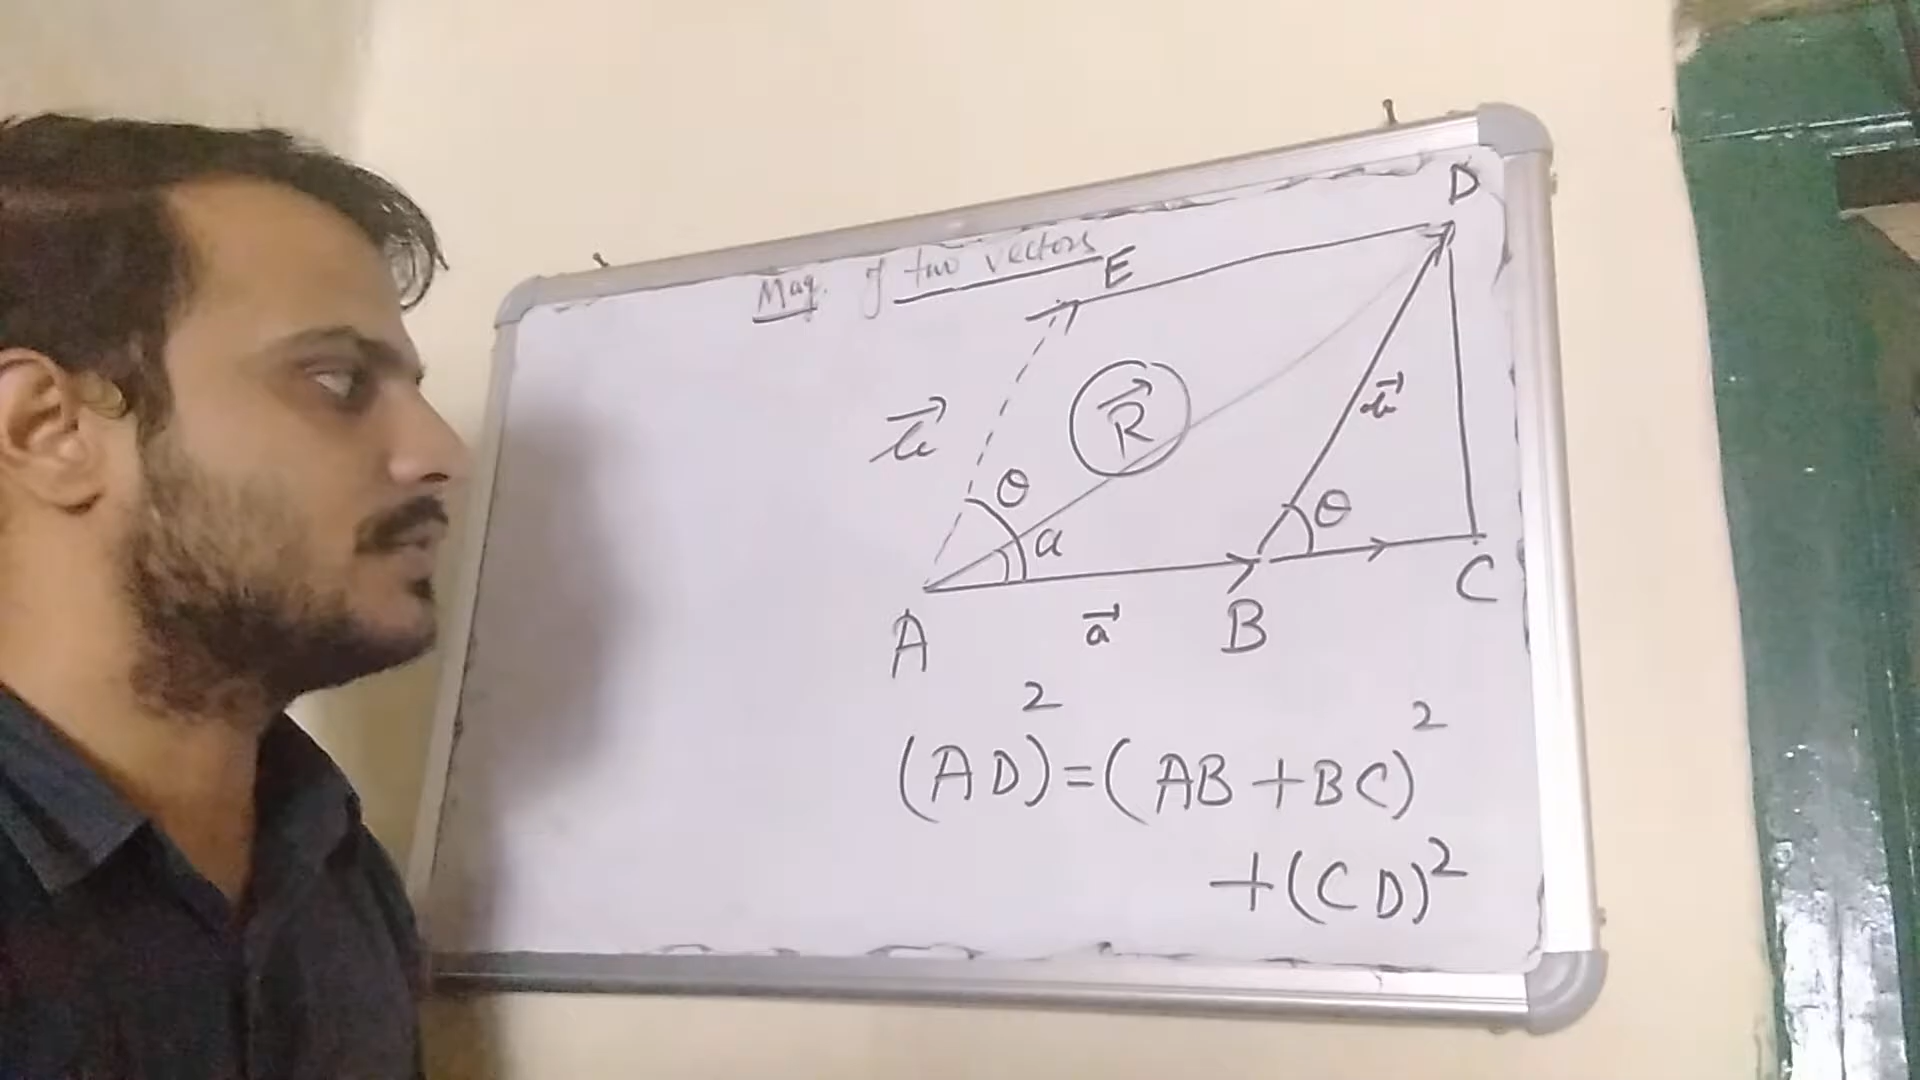 Mag. of two vectors
D
E
b⃗
R⃗
b⃗
θ
α
θ
A
a⃗
B
C
(AD)²=(AB+BC)²
+(CD)²